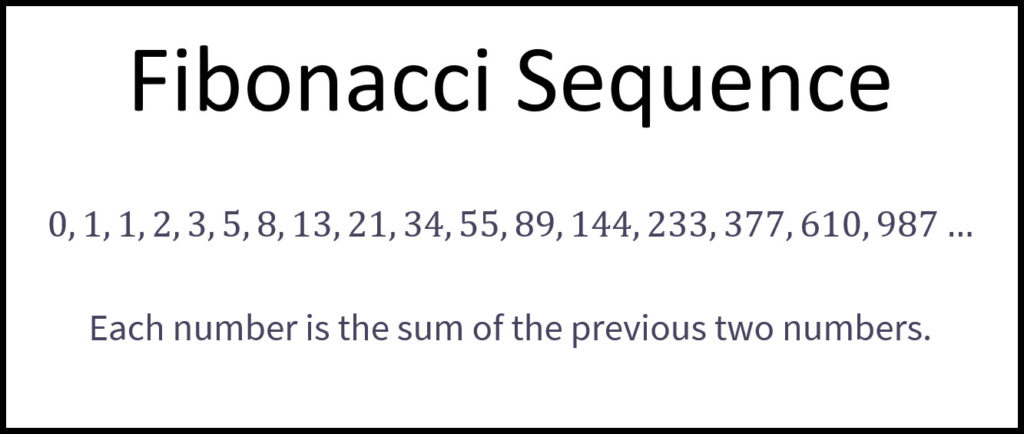 Fibonacci Sequence
0, 1, 1, 2, 3, 5, 8, 13, 21, 34, 55, 89, 144, 233, 377, 610, 987 ...
Each number is the sum of the previous two numbers.